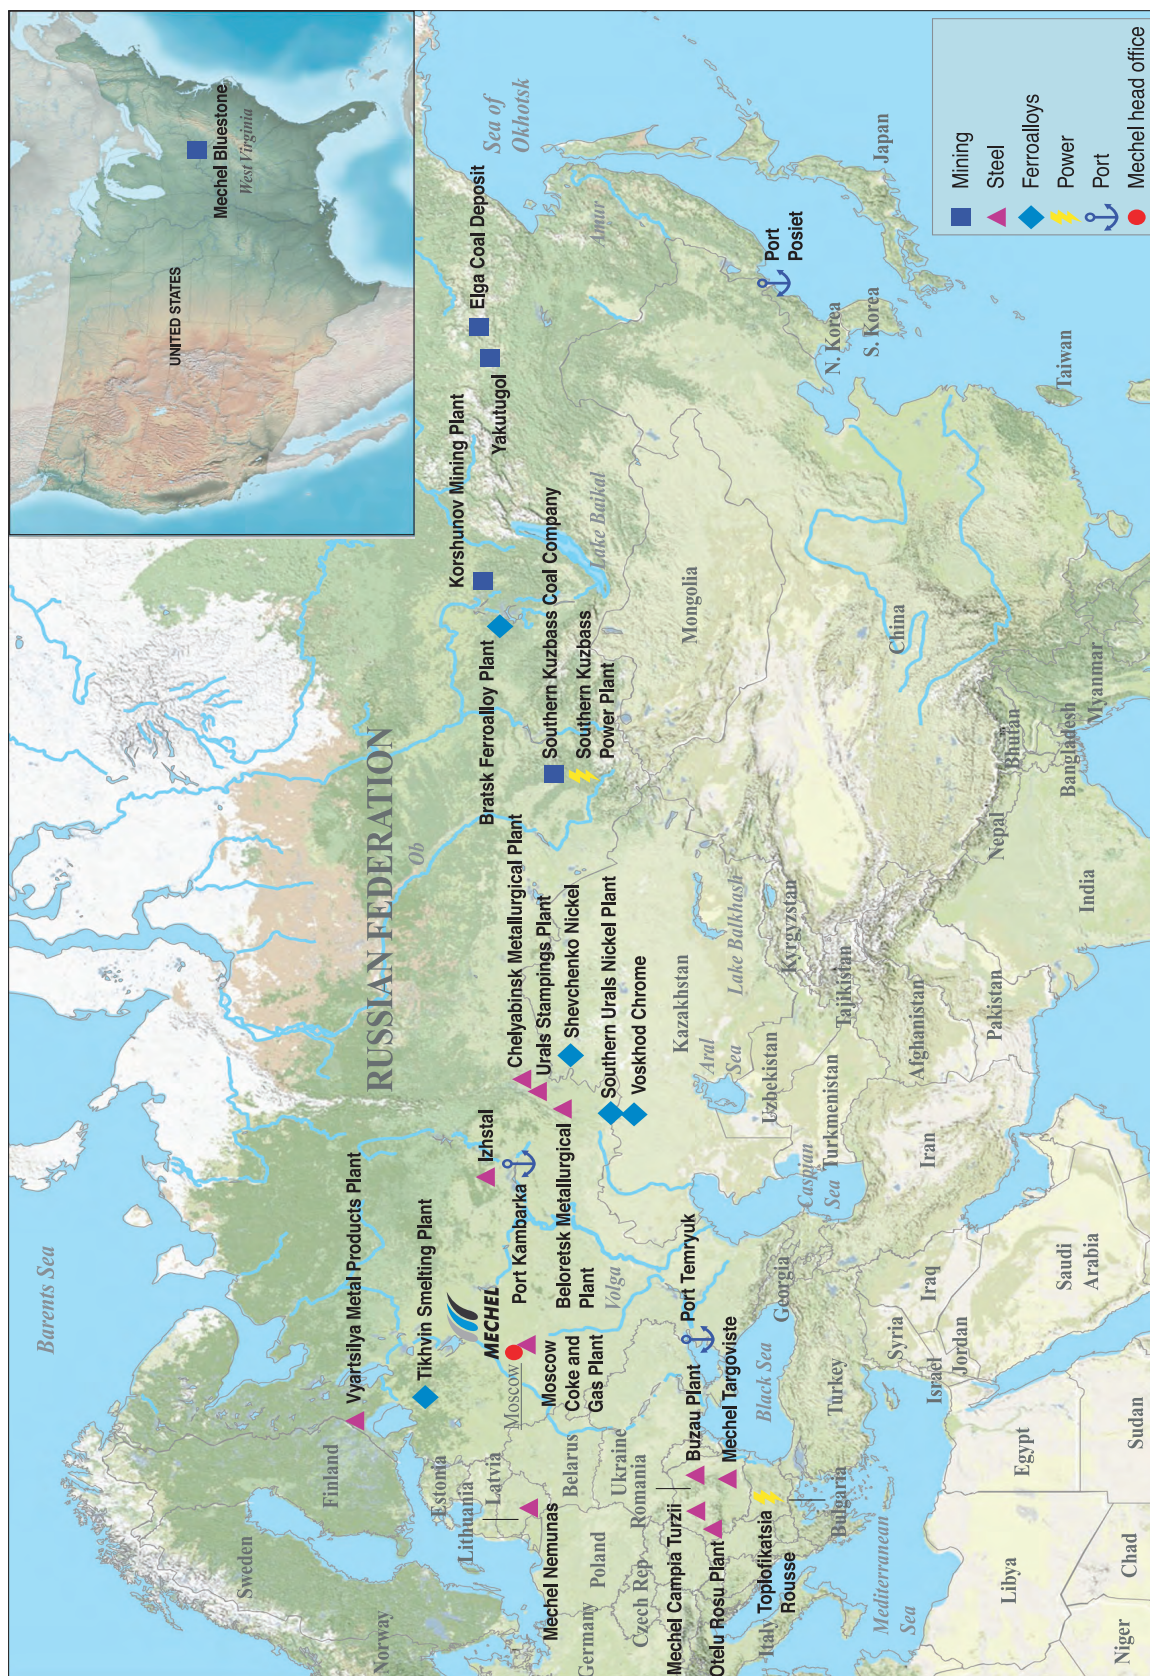 Barents Sea
Sea of
Okhotsk
UNITED STATES
Mechel Bluestone
West Virginia
RUSSIAN FEDERATION
Ob
Amur
Lake Baikal
Volga
Norway
Sweden
Finland
Estonia
Latvia
Lithuania
Belarus
Ukraine
Poland
Germany
Czech Rep
Romania
Bulgaria
Italy
Black Sea
Mediterranean
Sea
Georgia
Turkey
Syria
Israel
Jordan
Iraq
Iran
Saudi
Arabia
Egypt
Sudan
Libya
Chad
Niger
Caspian
Sea
Aral
Sea
Kazakhstan
Uzbekistan
Turkmenistan
Lake Balkhash
Kyrgyzstan
Tajikistan
Afghanistan
Pakistan
India
Nepal
Bhutan
Bangladesh
Myanmar
China
Mongolia
N. Korea
S. Korea
Japan
Taiwan
Vyartsilya Metal Products Plant
Tikhvin Smelting Plant
MECHEL
Moscow
Moscow
Coke and
Gas Plant
Izhstal
Port Kambarka
Beloretsk Metallurgical
Plant
Chelyabinsk Metallurgical Plant
Urals Stampings Plant
Shevchenko Nickel
Southern Urals Nickel Plant
Voskhod Chrome
Bratsk Ferroalloy Plant
Korshunov Mining Plant
Southern Kuzbass Coal Company
Southern Kuzbass
Power Plant
Yakutugol
Elga Coal Deposit
Port
Posiet
Mechel Nemunas
Port Temryuk
Buzau Plant
Mechel Targoviste
Mechel Campia Turzii
Otelu Rosu Plant
Toplofikatsia
Rousse
Mining
Steel
Ferroalloys
Power
Port
Mechel head office